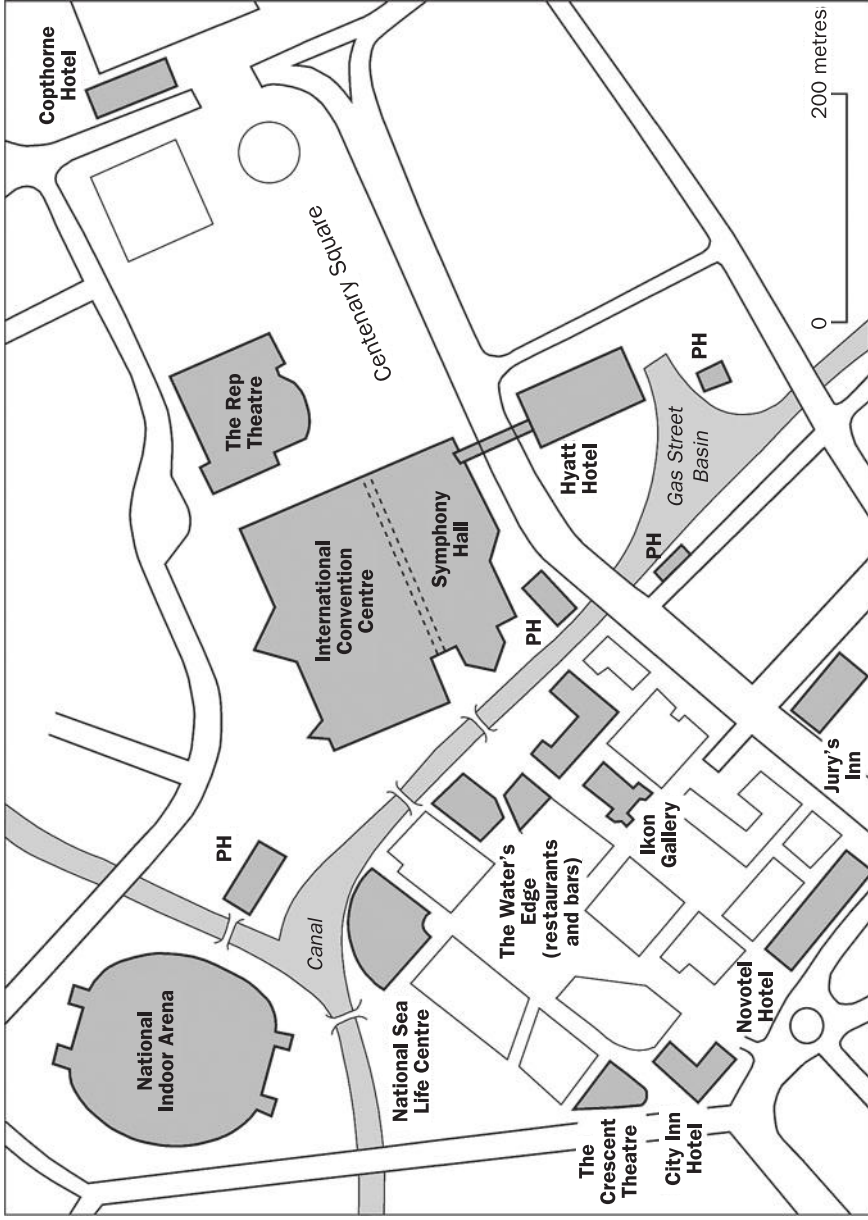 Copthorne
Hotel
National
Indoor Arena
PH
The Rep
Theatre
Centenary Square
International
Convention
Centre
Symphony
Hall
Canal
National Sea
Life Centre
PH
Hyatt
Hotel
The Water's
Edge
(restaurants
and bars)
The
Crescent
Theatre
City Inn
Hotel
PH
Gas Street
Basin
PH
Ikon
Gallery
Novotel
Hotel
Jury's
Inn
0
200 metres